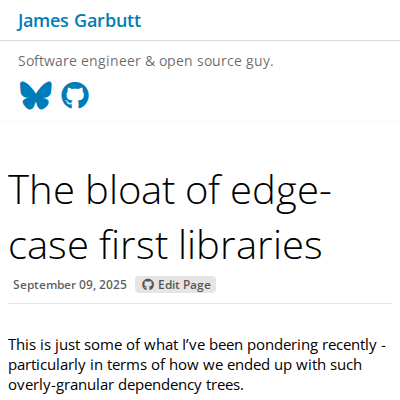 James Garbutt
Software engineer & open source guy.
The bloat of edge-
case first libraries
September 09, 2025 Edit Page
This is just some of what I’ve been pondering recently -
particularly in terms of how we ended up with such
overly-granular dependency trees.